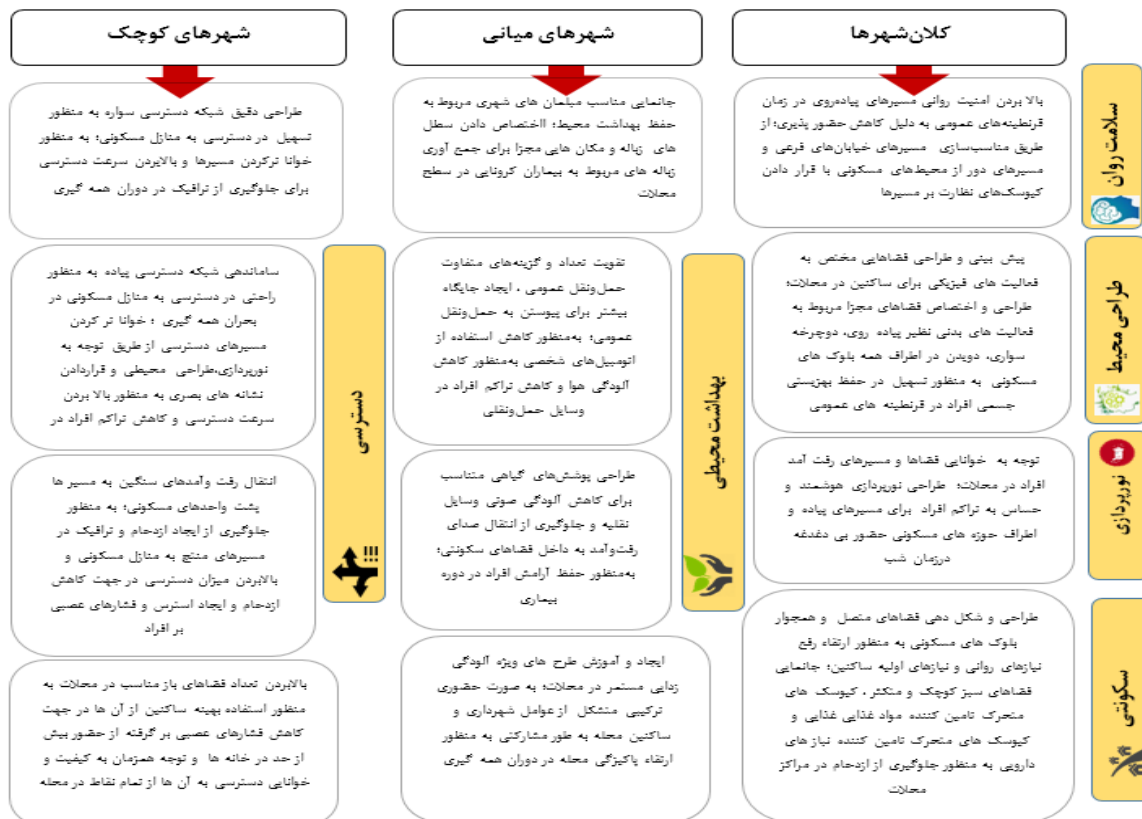 کلان‌شهرها
سلامت روان
بالا بردن امنیت روانی مسیرهای پیاده‌روی در زمان
قرنطینه‌های عمومی به دلیل کاهش حضور پذیری؛ از
طریق مناسب‌سازی مسیرهای خیابان‌های فرعی و
مسیرهای دور از محیط‌های مسکونی با قرار دادن
کیوسک‌های نظارت بر مسیرها
طراحی محیط
پیش بینی و طراحی فضاهایی مختص به
فعالیت های فیزیکی برای ساکنین در محلات؛
طراحی و اختصاص فضاهای مجزا مربوط به
فعالیت های بدنی نظیر پیاده روی، دوچرخه
سواری، دویدن در اطراف همه بلوک های
مسکونی به منظور تسهیل در حفظ بهزیستی
جسمی افراد در قرنطینه های عمومی
نورپردازی
توجه به خوانایی فضاها و مسیرهای رفت آمد
افراد در محلات؛ طراحی نورپردازی هوشمند و
حساس به تراکم افراد برای مسیرهای پیاده و
اطراف حوزه های مسکونی حضور بی دغدغه
درزمان شب
سکونتی
طراحی و شکل دهی فضاهای متصل و همجوار
بلوک های مسکونی به منظور ارتقاء رفع
نیازهای روانی و نیازهای اولیه ساکنین؛ جانمایی
فضاهای سبز کوچک و متکثر، کیوسک های
متحرک تامین کننده مواد غذایی غذایی و
کیوسک های متحرک تامین کننده نیاز های
دارویی به منظور جلوگیری از ازدحام در مراکز
محلات
شهرهای میانی
جانمایی مناسب مبلمان های شهری مربوط به
حفظ بهداشت محیط؛ ااختصاص دادن سطل
های زباله و مکان هایی مجزا برای جمع آوری
زباله های مربوط به بیماران کرونایی در سطح
محلات
بهداشت محیطی
تقویت تعداد و گزینه‌های متفاوت
حمل‌ونقل عمومی ، ایجاد جایگاه
بیشتر برای پیوستن به حمل‌ونقل
عمومی؛ به‌منظور کاهش استفاده از
اتومبیل‌های شخصی به‌منظور کاهش
آلودگی هوا و کاهش تراکم افراد در
وسایل حمل‌ونقلی
طراحی پوشش‌های گیاهی متناسب
برای کاهش آلودگی صوتی وسایل
نقلیه و جلوگیری از انتقال صدای
رفت‌وآمد به داخل فضاهای سکونتی؛
به‌منظور حفظ آرامش افراد در دوره
بیماری
ایجاد و آموزش طرح های ویژه آلودگی
زدایی مستمر در محلات؛ به صورت حضوری
ترکیبی متشکل از عوامل شهرداری و
ساکنین محله به طور مشارکتی به منظور
ارتقاء پاکیزگی محله در دوران همه گیری
شهرهای کوچک
طراحی دقیق شبکه دسترسی سواره به منظور
تسهیل در دسترسی به منازل مسکونی؛ به منظور
خوانا ترکردن مسیرها و بالابردن سرعت دسترسی
برای جلوگیری از ترافیک در دوران همه گیری
دسترسی
ساماندهی شبکه دسترسی پیاده به منظور
راحتی در دسترسی به منازل مسکونی در
بحران همه گیری ؛ خوانا تر کردن
مسیرهای دسترسی از طریق توجه به
نورپردازی،طراحی محیطی و قراردادن
نشانه های بصری به منظور بالا بردن
سرعت دسترسی و کاهش تراکم افراد در
انتقال رفت وآمدهای سنگین به مسیر ها
پشت واحدهای مسکونی؛ به منظور
جلوگیری از ایجاد ازدحام و ترافیک در
مسیرهای منتج به منازل مسکونی و
بالابردن میزان دسترسی در جهت کاهش
ازدحام و ایجاد استرس و فشارهای عصبی
بر افراد
بالابردن تعداد فضاهای باز مناسب در محلات به
منظور استفاده بهینه ساکنین از آن ها در جهت
کاهش فشارهای عصبی بر گرفته از حضور بیش
از حد در خانه ها و توجه همزمان به کیفیت و
خوانایی دسترسی به آن ها از تمام نقاط در محله